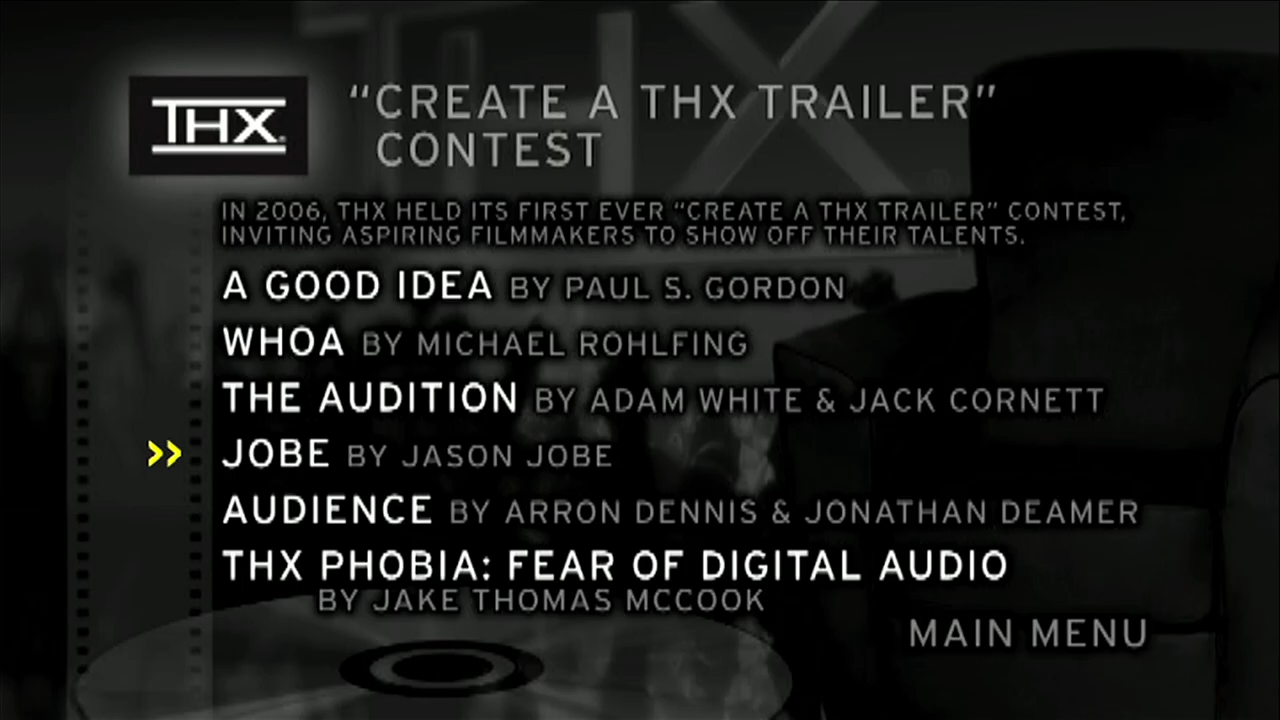 THX
"CREATE A THX TRAILER"
CONTEST
IN 2006, THX HELD ITS FIRST EVER "CREATE A THX TRAILER" CONTEST,
INVITING ASPIRING FILMMAKERS TO SHOW OFF THEIR TALENTS.
A GOOD IDEA BY PAUL S. GORDON
WHOA BY MICHAEL ROHLFING
THE AUDITION BY ADAM WHITE & JACK CORNETT
>> JOBE BY JASON JOBE
AUDIENCE BY ARRON DENNIS & JONATHAN DEAMER
THX PHOBIA: FEAR OF DIGITAL AUDIO
BY JAKE THOMAS MCCOOK
MAIN MENU